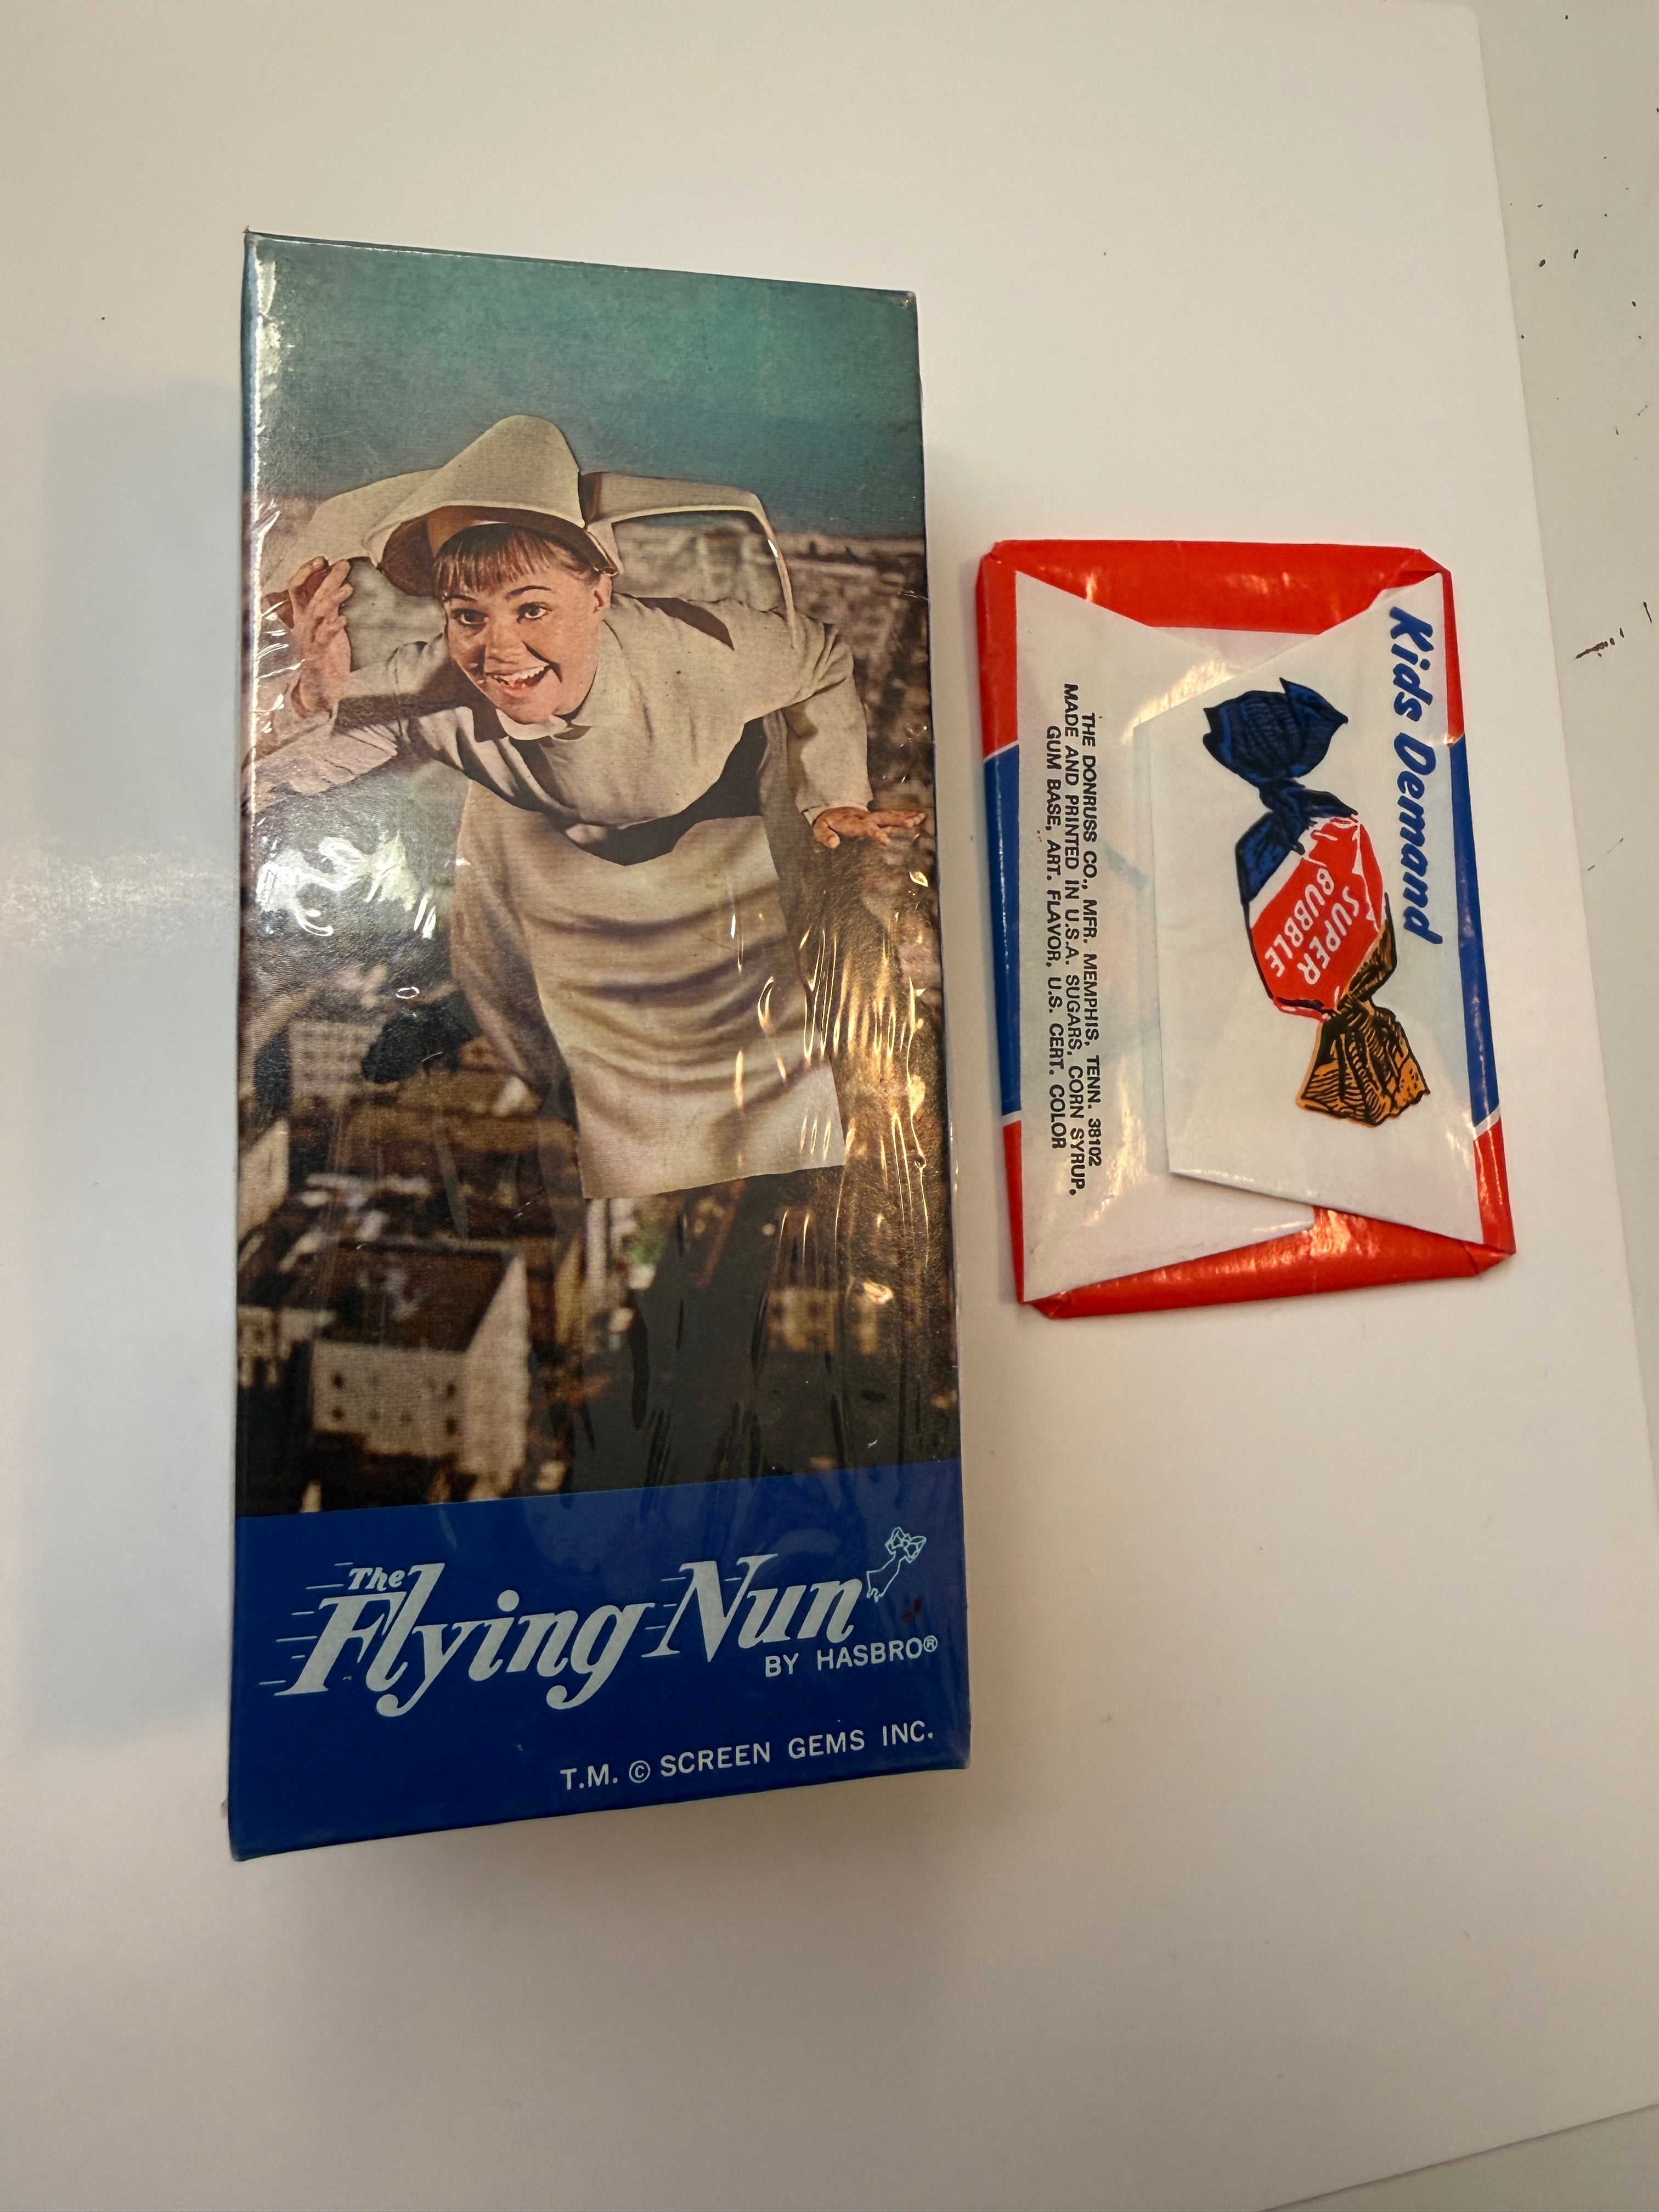 The
Flying Nun
BY HASBRO®
T.M. © SCREEN GEMS INC.
Kids Demand
SUPER
BUBBLE
THE DONRUSS CO., MFR. MEMPHIS, TENN. 38102
MADE AND PRINTED IN U.S.A. SUGARS, CORN SYRUP,
GUM BASE, ART. FLAVOR, U.S. CERT. COLOR